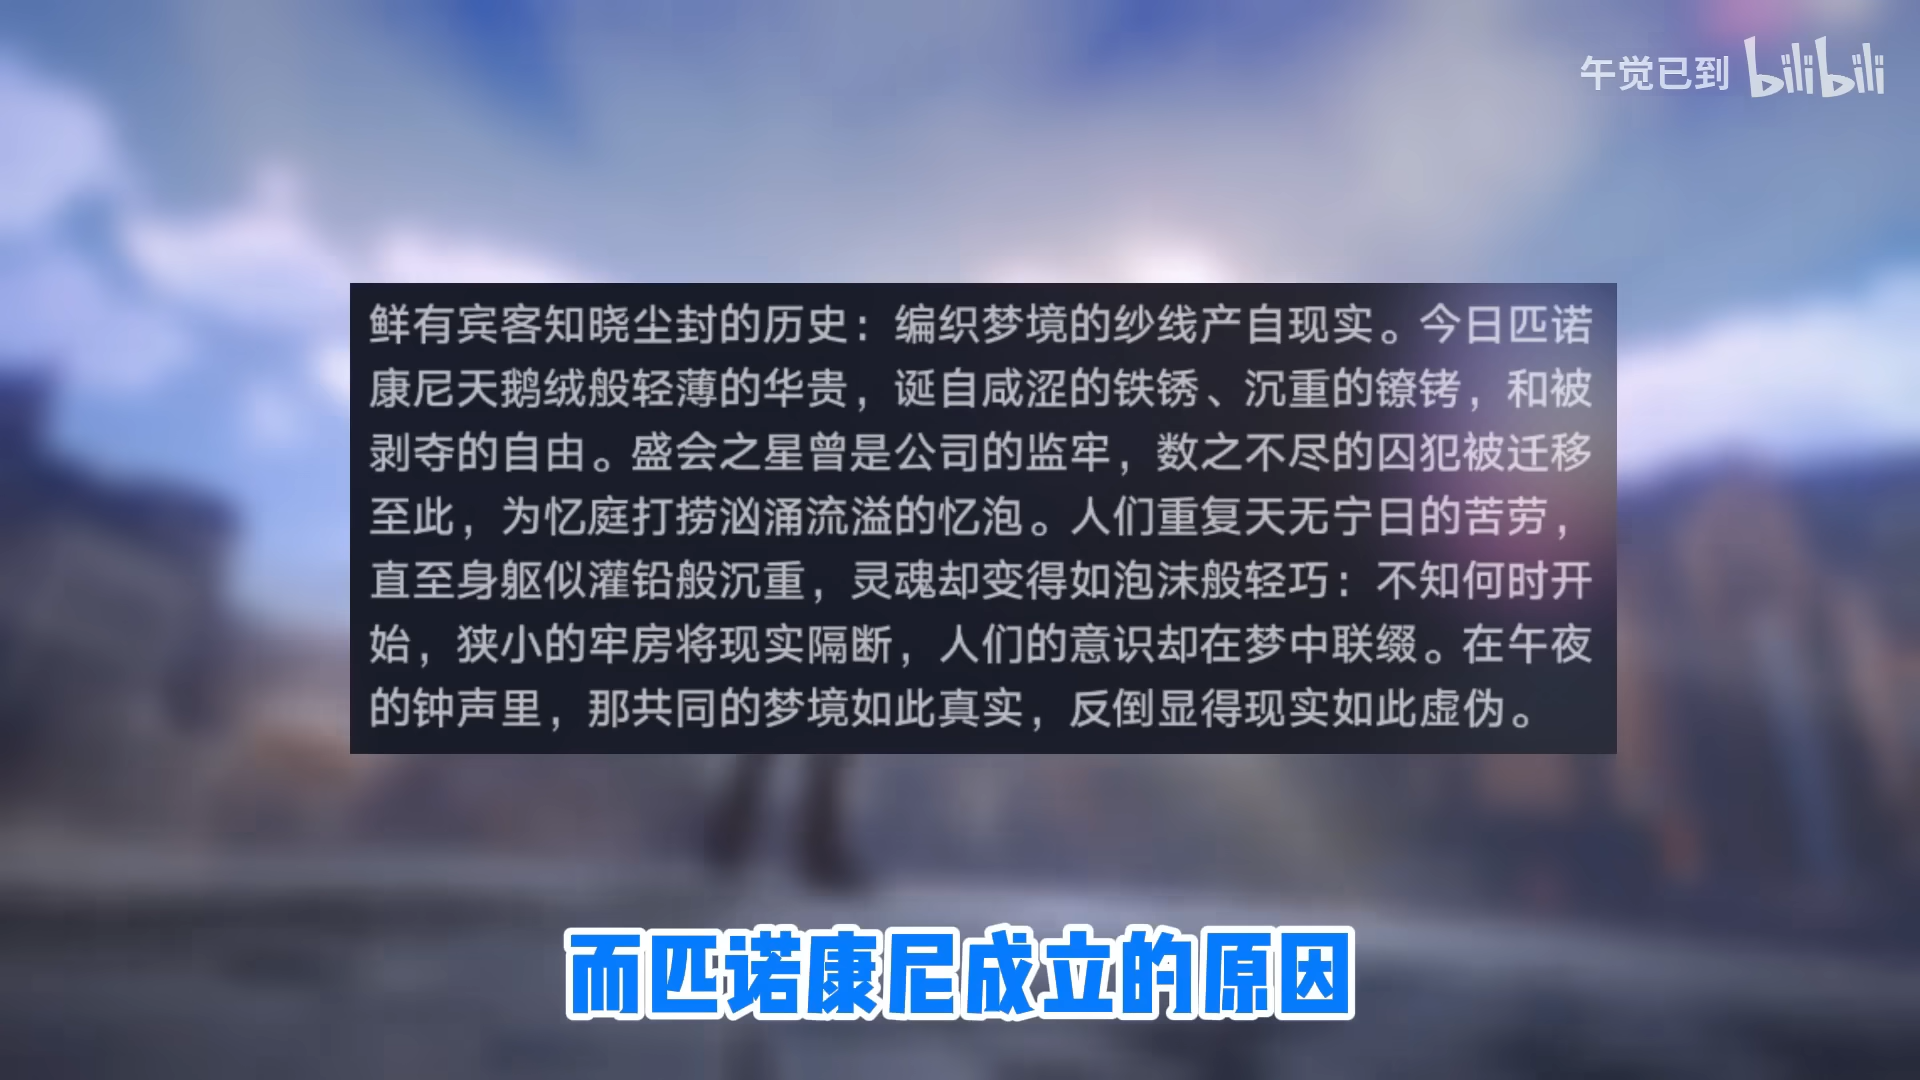 午觉已到 bilibili
鲜有宾客知晓尘封的历史：编织梦境的纱线产自现实。今日匹诺
康尼天鹅绒般轻薄的华贵，诞自咸涩的铁锈、沉重的镣铐，和被
剥夺的自由。盛会之星曾是公司的监牢，数之不尽的囚犯被迁移
至此，为忆庭打捞汹涌流溢的忆泡。人们重复天无宁日的苦劳，
直至身躯似灌铅般沉重，灵魂却变得如泡沫般轻巧：不知何时开
始，狭小的牢房将现实隔断，人们的意识却在梦中联缀。在午夜
的钟声里，那共同的梦境如此真实，反倒显得现实如此虚伪。
而匹诺康尼成立的原因